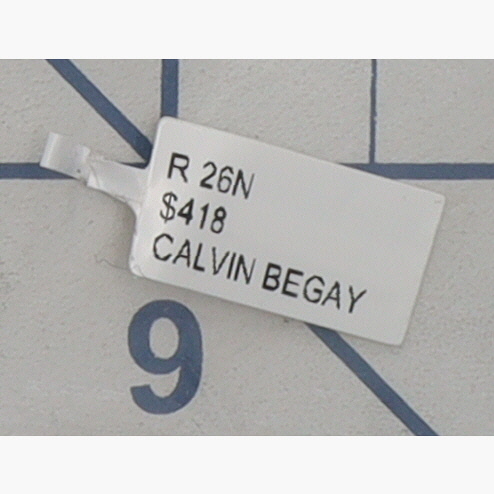 R 26N
$418
CALVIN BEGAY
9